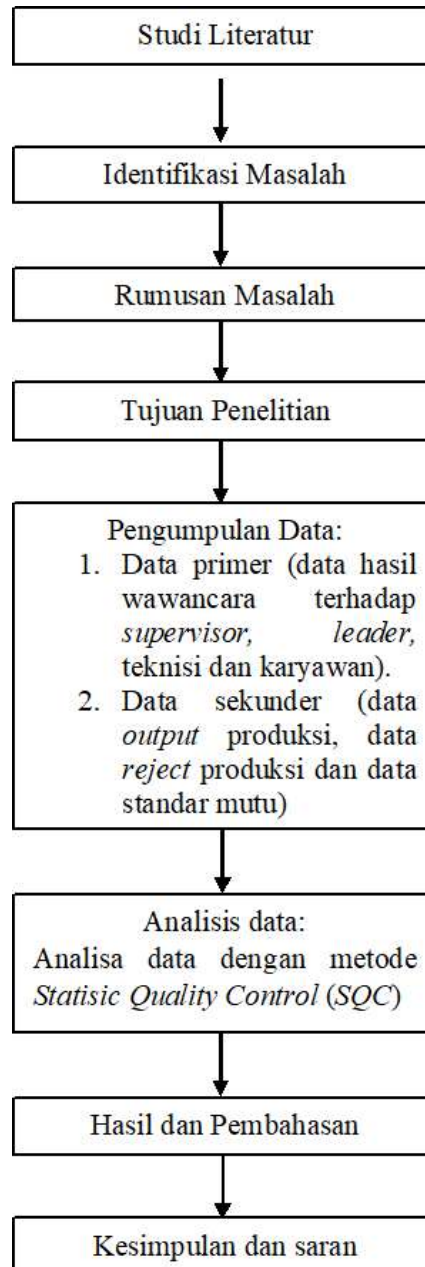 Studi Literatur
Identifikasi Masalah
Rumusan Masalah
Tujuan Penelitian
Pengumpulan Data:
1. Data primer (data hasil
wawancara terhadap
supervisor, leader,
teknisi dan karyawan).
2. Data sekunder (data
output produksi, data
reject produksi dan data
standar mutu)
Analisis data:
Analisa data dengan metode
Statisic Quality Control (SQC)
Hasil dan Pembahasan
Kesimpulan dan saran